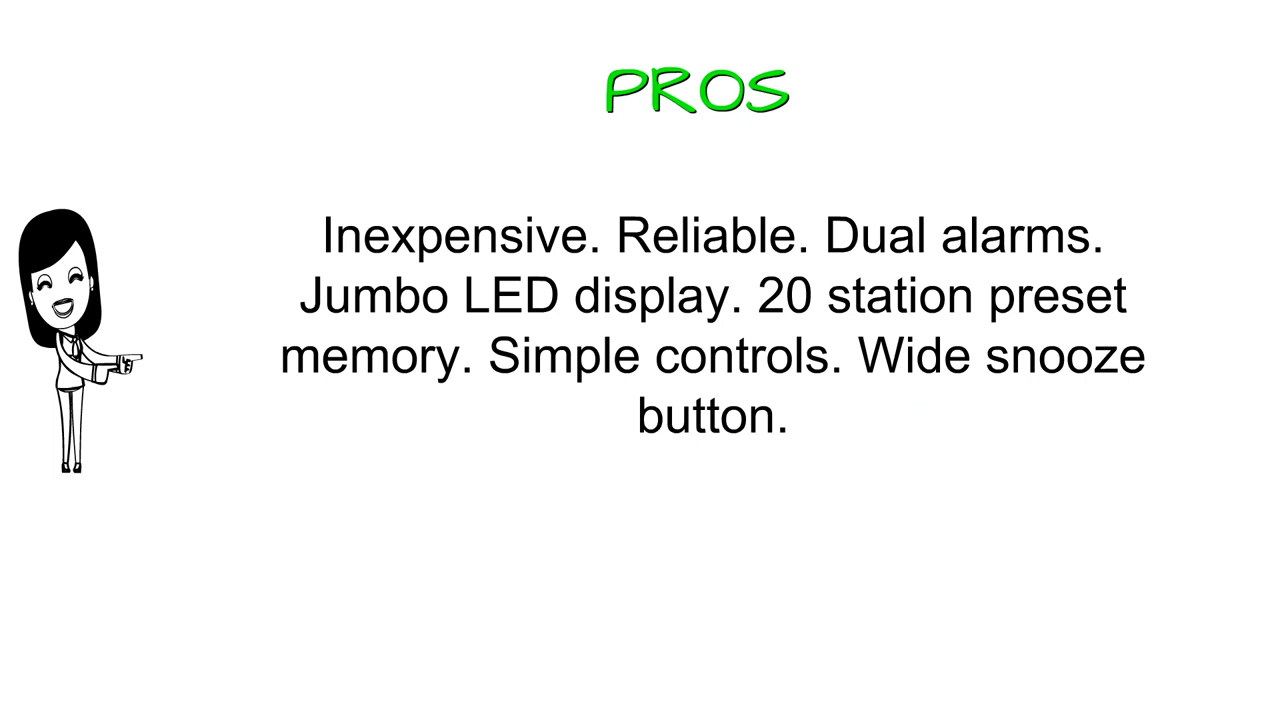 PROS
Inexpensive. Reliable. Dual alarms.
Jumbo LED display. 20 station preset
memory. Simple controls. Wide snooze
button.